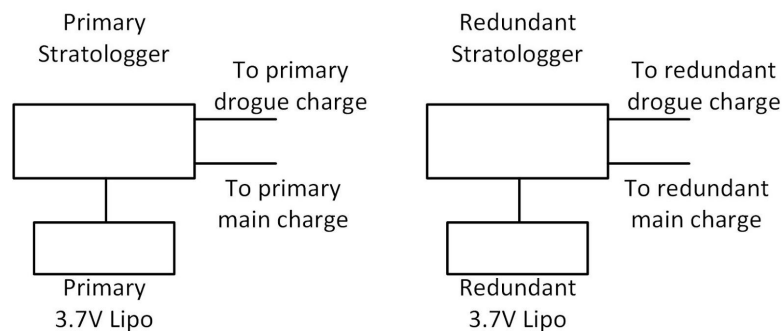 Primary
Stratologger
To primary
drogue charge
To primary
main charge
Primary
3.7V Lipo
Redundant
Stratologger
To redundant
drogue charge
To redundant
main charge
Redundant
3.7V Lipo